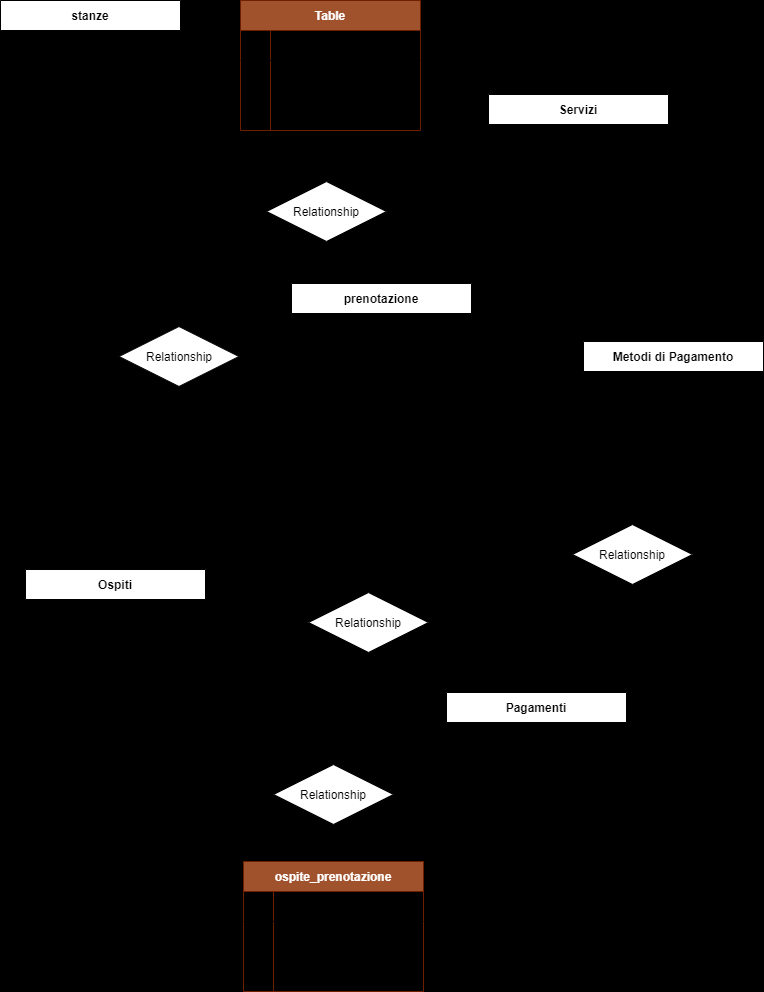 stanze
Table
Servizi
Relationship
prenotazione
Relationship
Metodi di Pagamento
Relationship
Ospiti
Relationship
Pagamenti
Relationship
ospite_prenotazione